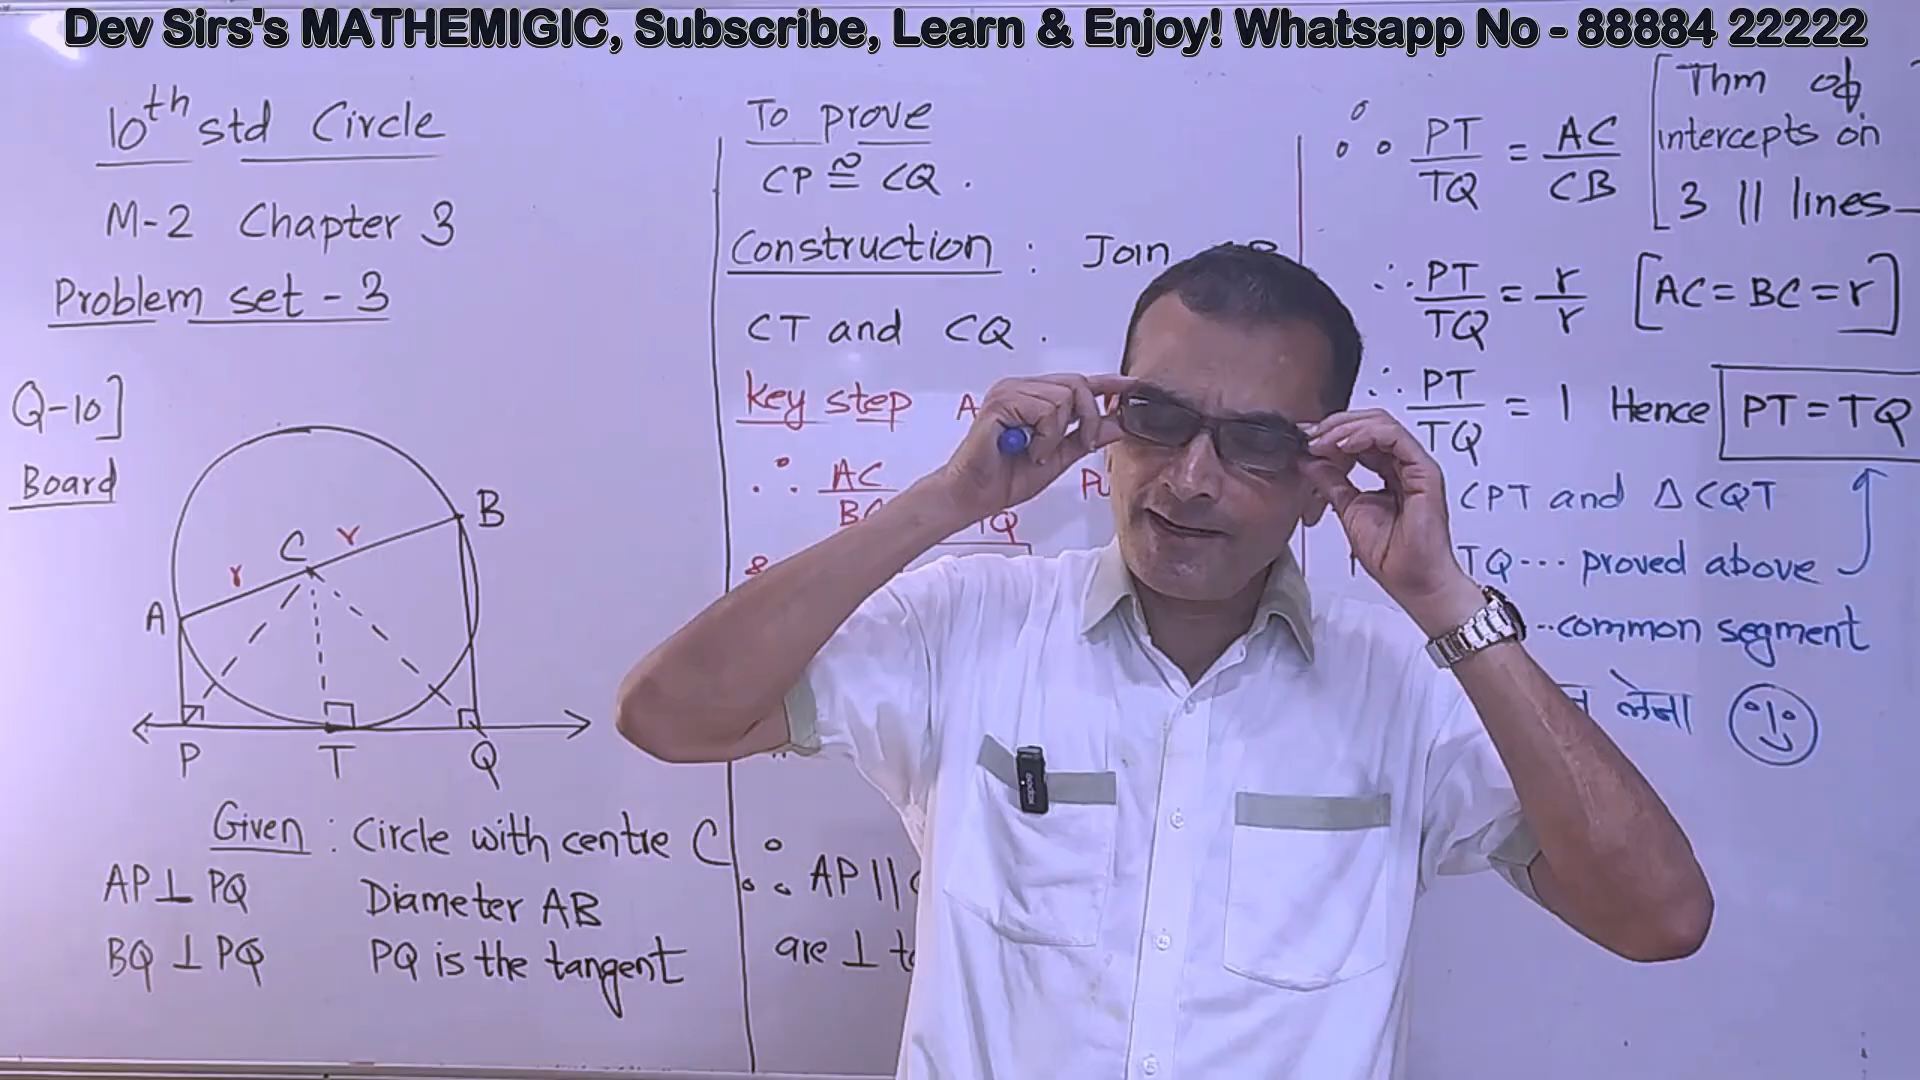 Dev Sirs's MATHEMIGIC, Subscribe, Learn & Enjoy! Whatsapp No - 88884 22222
10th std Circle
M-2 Chapter 3
Problem set - 3
Q-10]
Board
A
B
C
r
r
P
T
Q
Given : Circle with centre C
AP ⊥ PQ
Diameter AB
BQ ⊥ PQ
PQ is the tangent
To prove
CP ≅ CQ .
Construction : Join
CT and CQ .
Key step A
∴ AC
TQ
&
∴ AP ||
are ⊥ to
∴ PT/TQ = AC/CB [Thm of
intercepts on
3 || lines
∴ PT/TQ = r/r [AC = BC = r]
∴ PT/TQ = 1 Hence PT = TQ
CPT and Δ CQT
TQ --- proved above
..common segment
लेना
godox